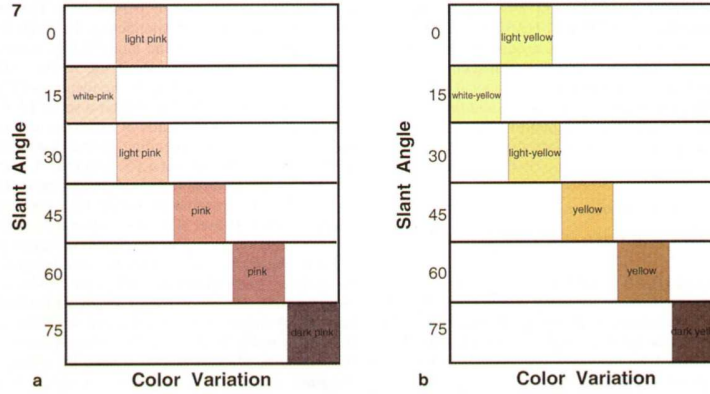 7
0
light pink
15
white-pink
30
light pink
45
pink
60
pink
75
dark pink
Slant Angle
a
Color Variation
0
light yellow
15
white-yellow
30
light-yellow
45
yellow
60
yellow
75
dark yell
Slant Angle
b
Color Variation